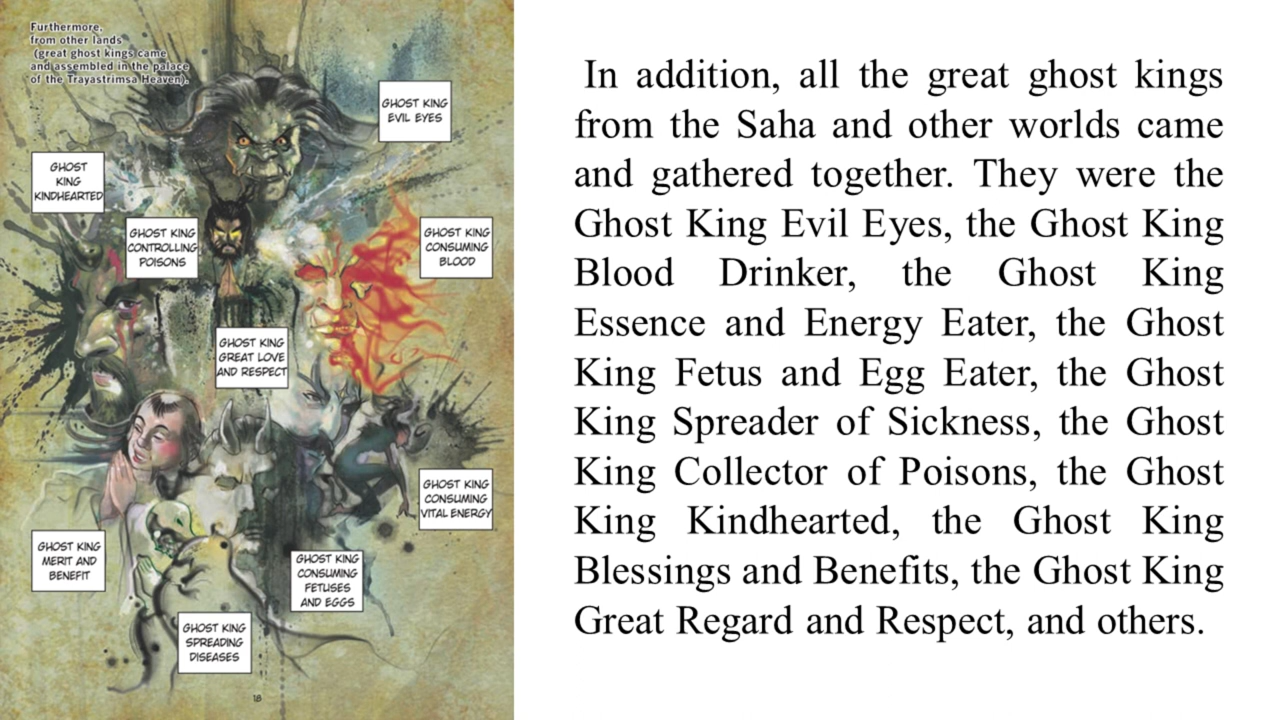 Furthermore,
from other lands
(great ghost kings came
and assembled in the palace
of the Trayastrimsa Heaven).
GHOST KING
EVIL EYES
GHOST
KING
KINDHEARTED
GHOST KING
CONTROLLING
POISONS
GHOST KING
CONSUMING
BLOOD
GHOST KING
GREAT LOVE
AND RESPECT
GHOST KING
CONSUMING
VITAL ENERGY
GHOST KING
MERIT AND
BENEFIT
GHOST KING
CONSUMING
FETUSES
AND EGGS
GHOST KING
SPREADING
DISEASES
18
In addition, all the great ghost kings
from the Saha and other worlds came
and gathered together. They were the
Ghost King Evil Eyes, the Ghost King
Blood Drinker, the Ghost King
Essence and Energy Eater, the Ghost
King Fetus and Egg Eater, the Ghost
King Spreader of Sickness, the Ghost
King Collector of Poisons, the Ghost
King Kindhearted, the Ghost King
Blessings and Benefits, the Ghost King
Great Regard and Respect, and others.